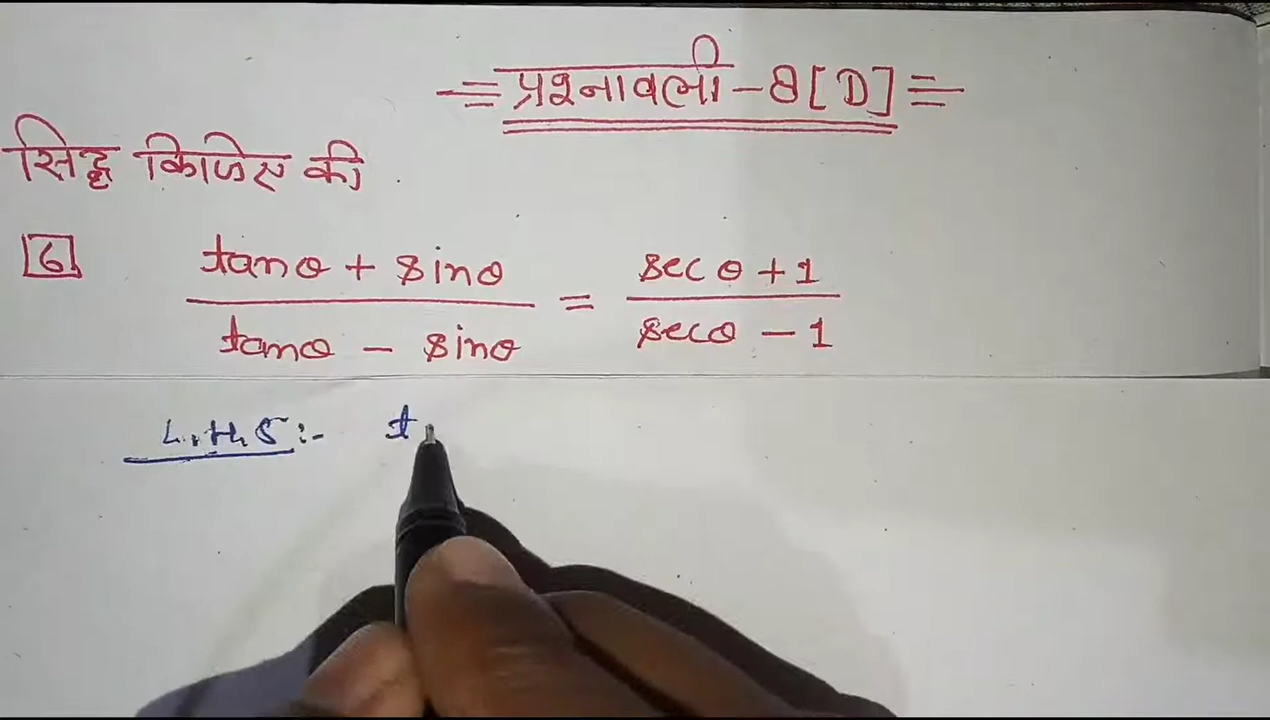 प्रश्नावली - 8 [D]
सिद्ध किजिए की
6 tanθ + sinθ / tanθ - sinθ = secθ + 1 / secθ - 1
L.H.S :- t